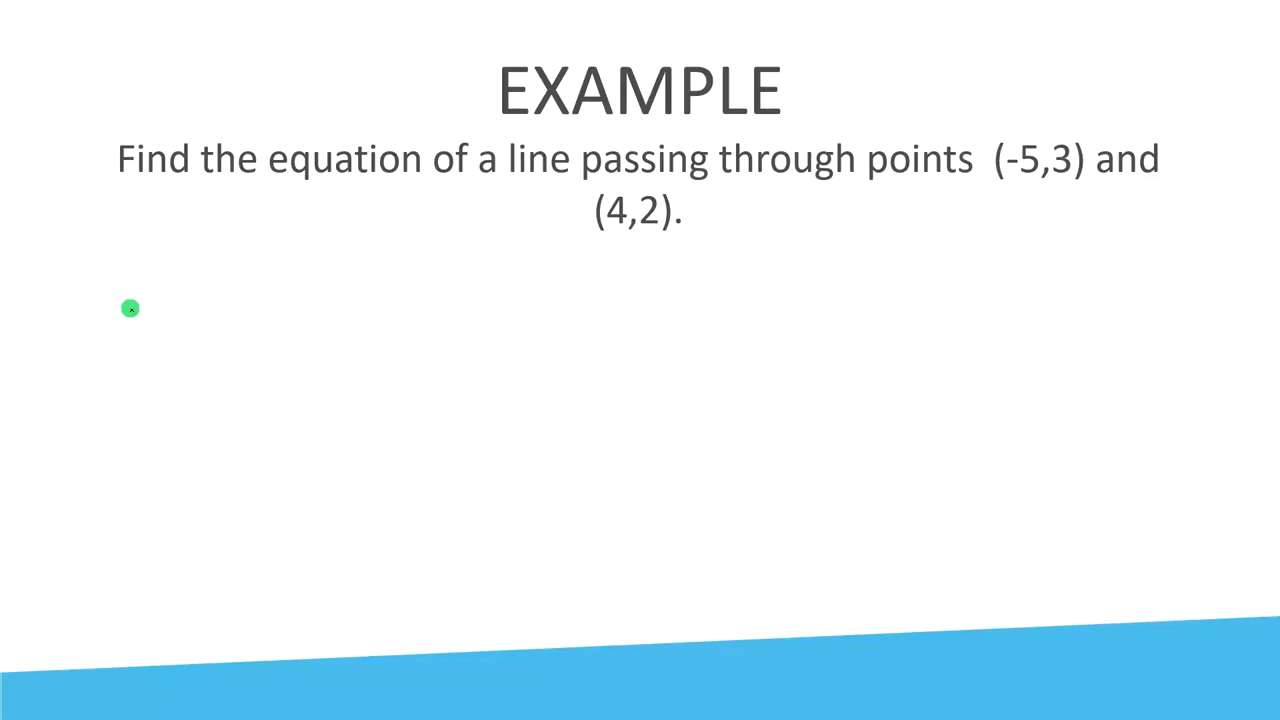 EXAMPLE
Find the equation of a line passing through points  (-5,3) and
(4,2).